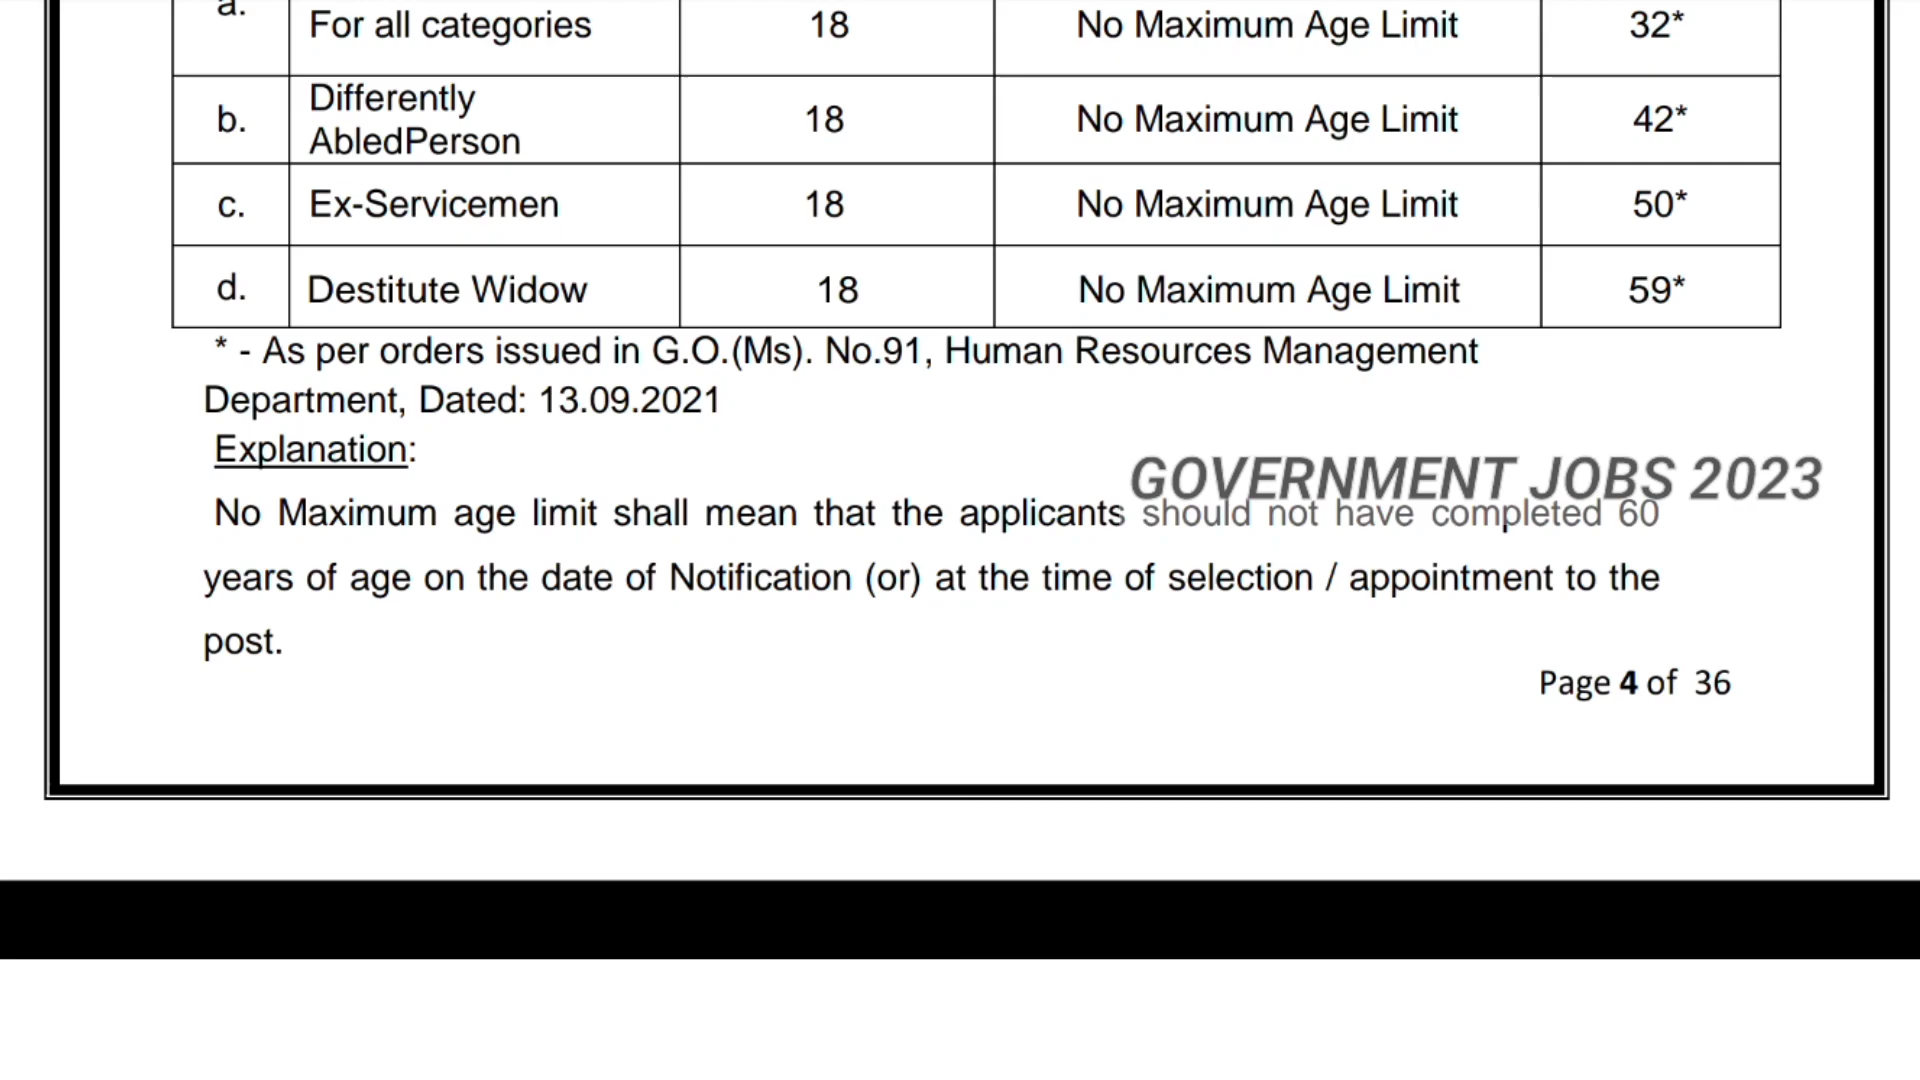 a. For all categories 18 No Maximum Age Limit 32*
b. Differently AbledPerson 18 No Maximum Age Limit 42*
c. Ex-Servicemen 18 No Maximum Age Limit 50*
d. Destitute Widow 18 No Maximum Age Limit 59*
* - As per orders issued in G.O.(Ms). No.91, Human Resources Management
Department, Dated: 13.09.2021
Explanation:
GOVERNMENT JOBS 2023
No Maximum age limit shall mean that the applicants should not have completed 60
years of age on the date of Notification (or) at the time of selection / appointment to the
post.
Page 4 of 36